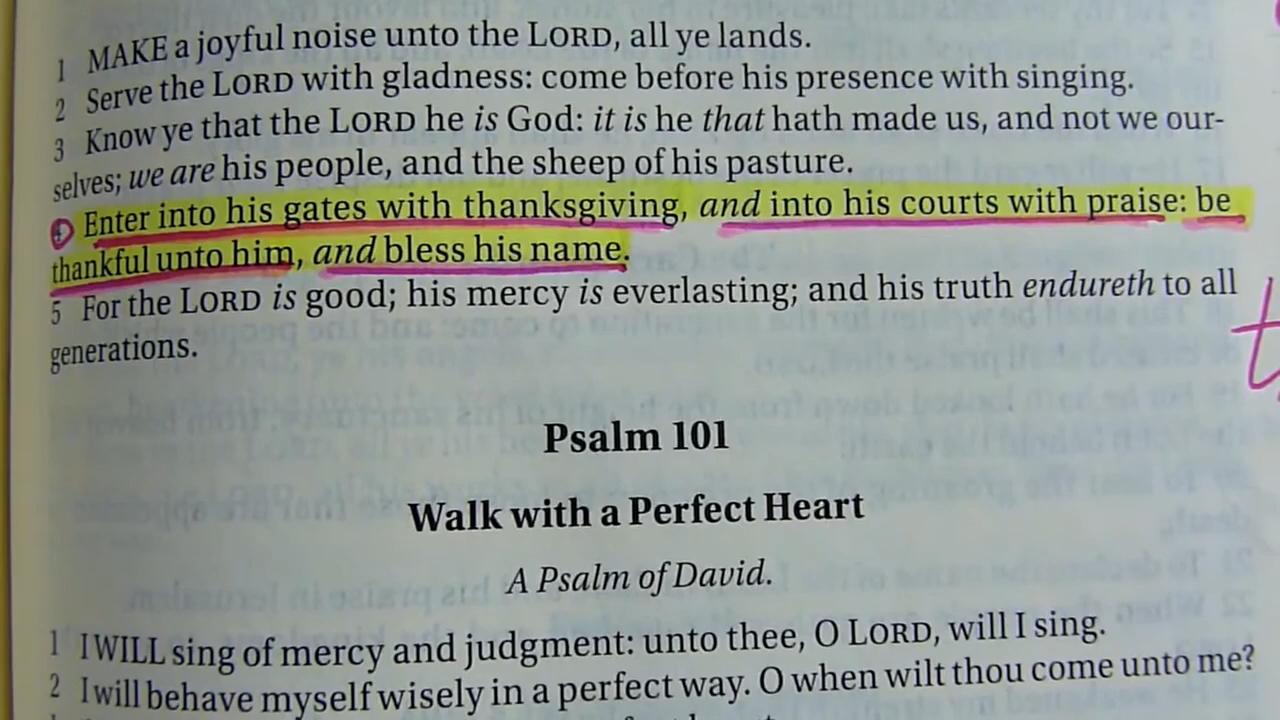 1 MAKE a joyful noise unto the LORD, all ye lands.
2 Serve the LORD with gladness: come before his presence with singing.
3 Know ye that the LORD he is God: it is he that hath made us, and not we our-
selves; we are his people, and the sheep of his pasture.
4 Enter into his gates with thanksgiving, and into his courts with praise: be
thankful unto him, and bless his name.
5 For the LORD is good; his mercy is everlasting; and his truth endureth to all
generations.
Psalm 101
Walk with a Perfect Heart
A Psalm of David.
1 I WILL sing of mercy and judgment: unto thee, O LORD, will I sing.
2 I will behave myself wisely in a perfect way. O when wilt thou come unto me?